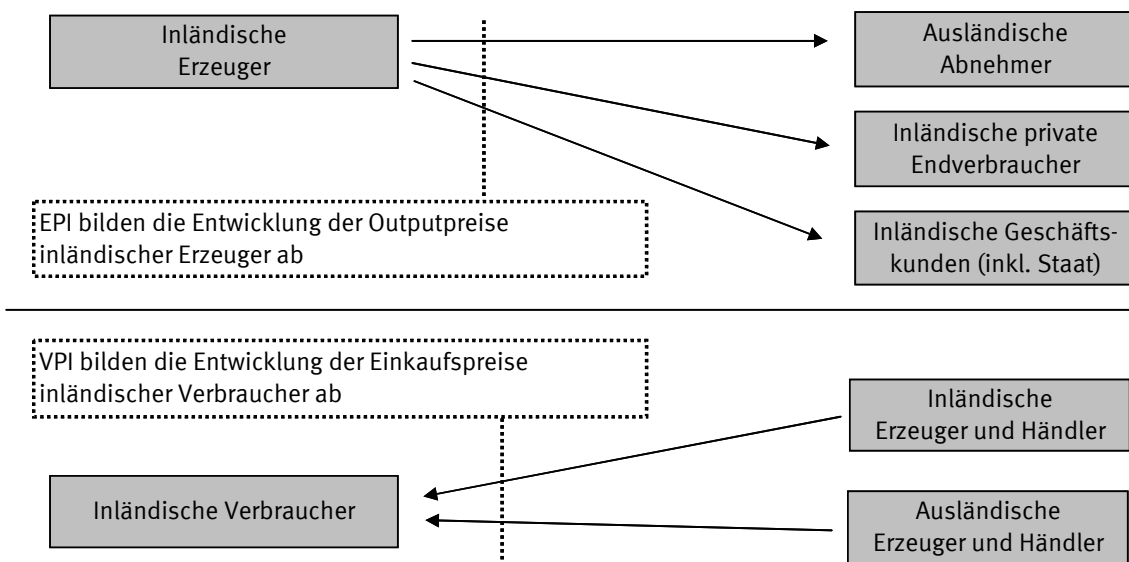 Inländische
Erzeuger
Ausländische
Abnehmer
Inländische private
Endverbraucher
EPI bilden die Entwicklung der Outputpreise
inländischer Erzeuger ab
Inländische Geschäfts-
kunden (inkl. Staat)
VPI bilden die Entwicklung der Einkaufspreise
inländischer Verbraucher ab
Inländische
Erzeuger und Händler
Inländische Verbraucher
Ausländische
Erzeuger und Händler